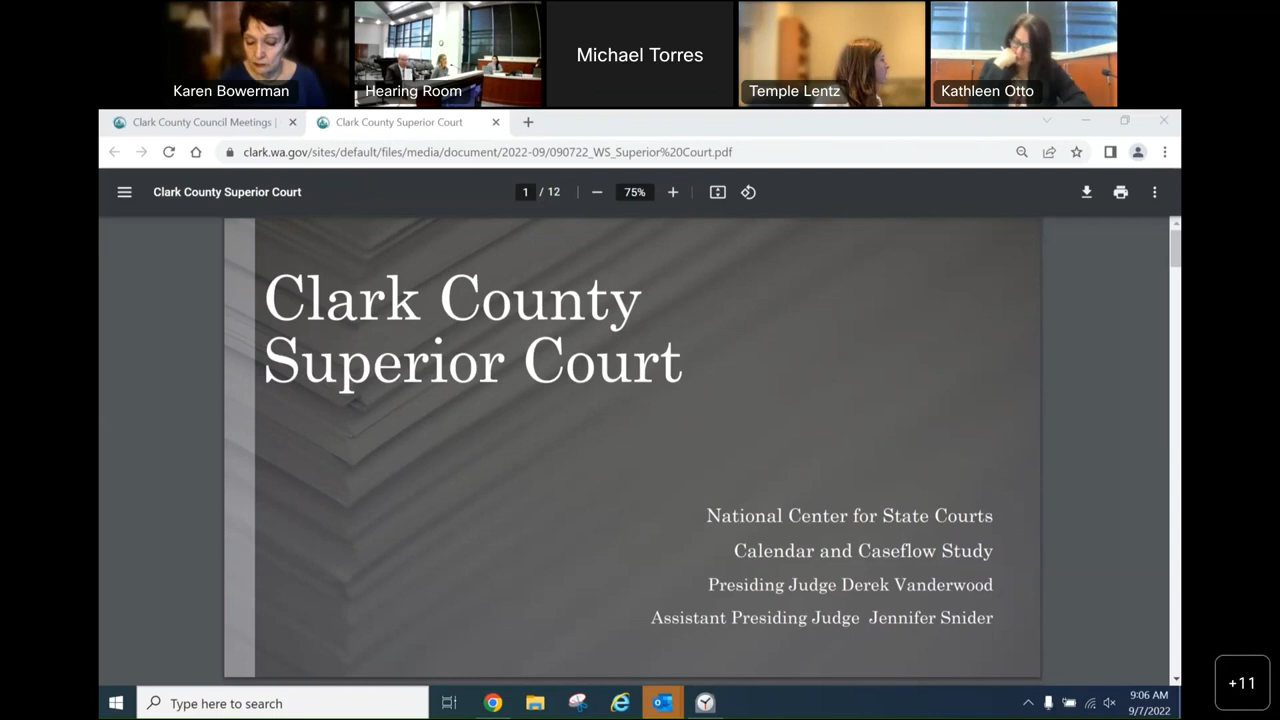 Karen Bowerman
Hearing Room
Michael Torres
Temple Lentz
Kathleen Otto
Clark County Council Meetings |
Clark County Superior Court
clark.wa.gov/sites/default/files/media/document/2022-09/090722_WS_Superior%20Court.pdf
Clark County Superior Court
1 / 12
75%
Clark County
Superior Court
National Center for State Courts
Calendar and Caseflow Study
Presiding Judge Derek Vanderwood
Assistant Presiding Judge Jennifer Snider
+11
Type here to search
9:06 AM
9/7/2022